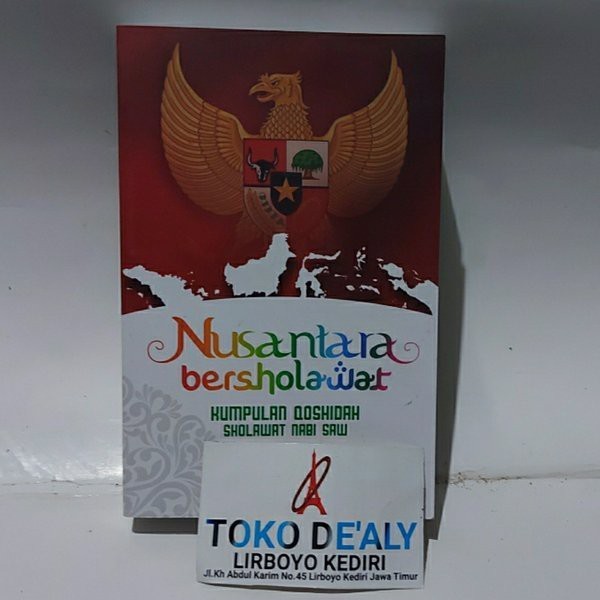 Nusantara
bersholawat
KUMPULAN QOSHIDAH
SHOLAWAT NABI SAW
TOKO DE'ALY
LIRBOYO KEDIRI
Jl.Kh Abdul Karim No.45 Lirboyo Kediri Jawa Timur